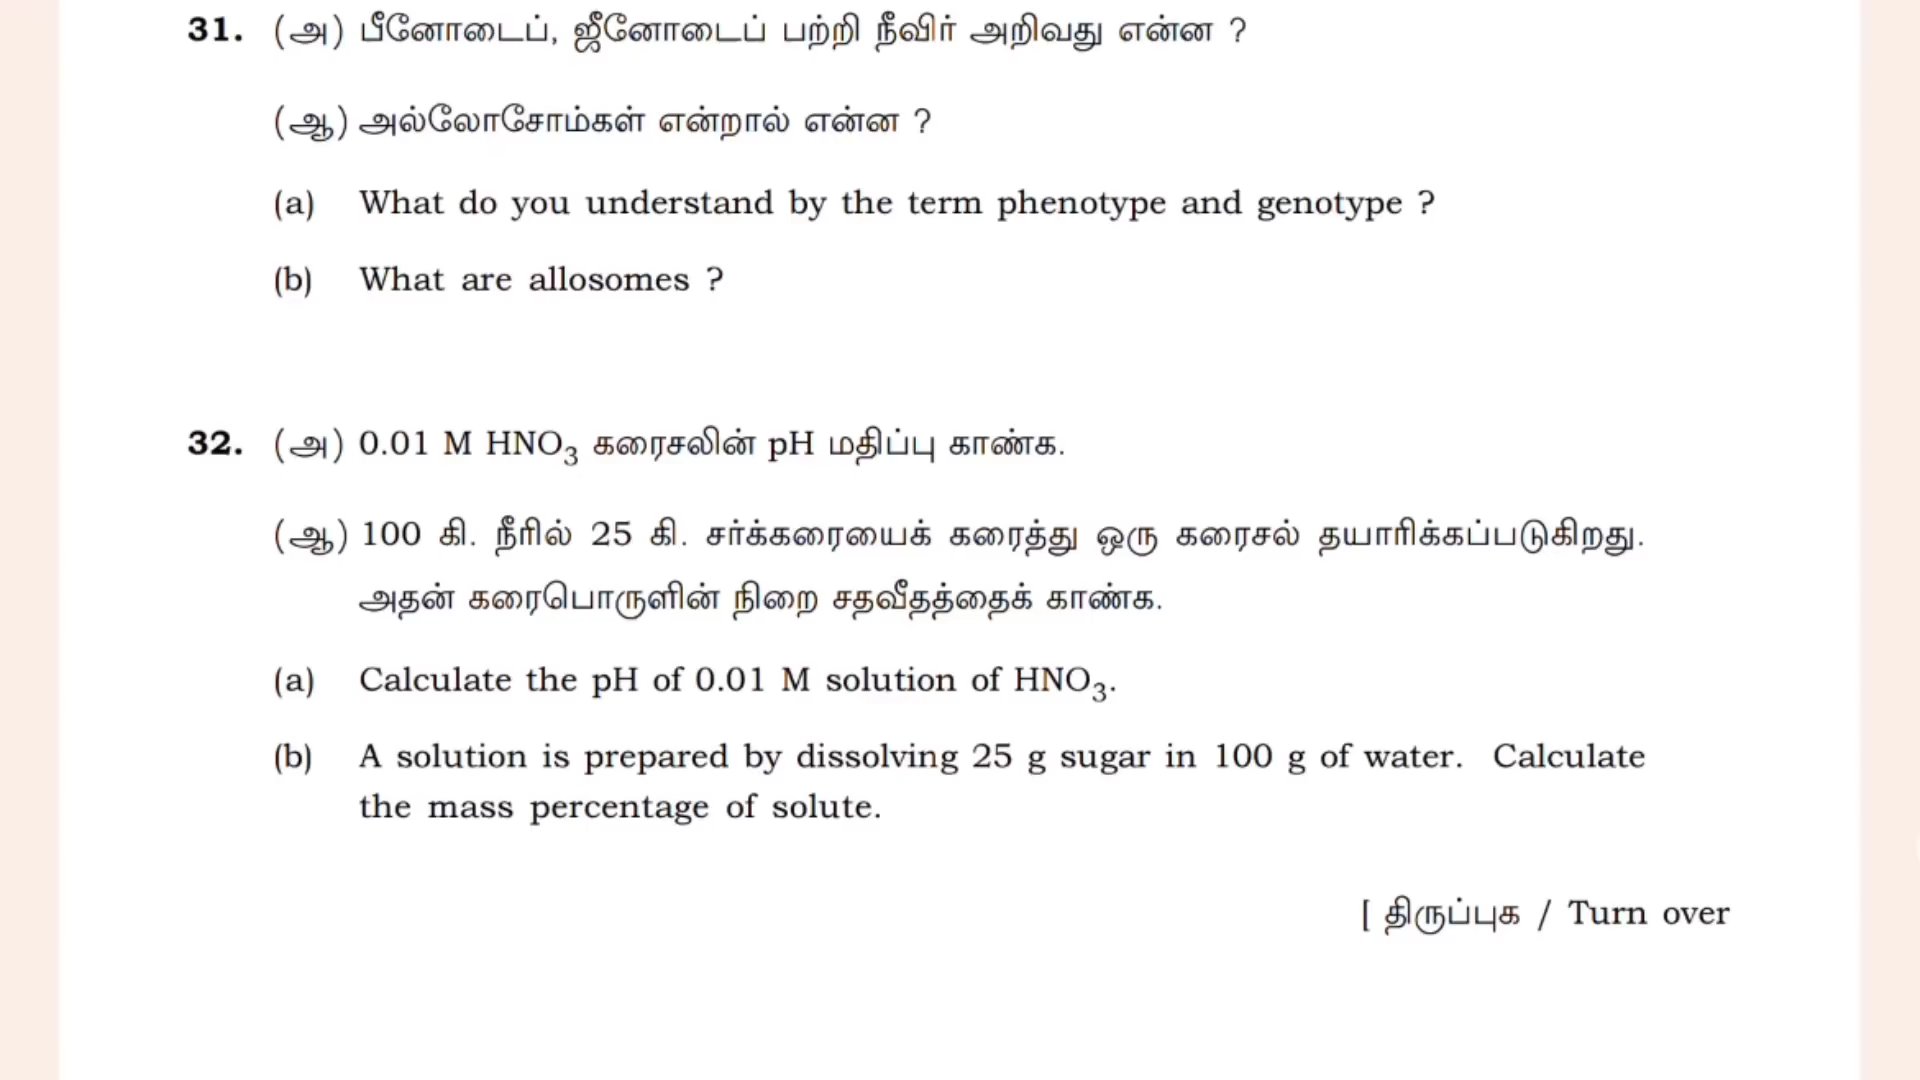 31. (அ) பீனோடைப், ஜீனோடைப் பற்றி நீவிர் அறிவது என்ன ?
(ஆ) அல்லோசோம்கள் என்றால் என்ன ?
(a) What do you understand by the term phenotype and genotype ?
(b) What are allosomes ?
32. (அ) 0.01 M HNO₃ கரைசலின் pH மதிப்பு காண்க.
(ஆ) 100 கி. நீரில் 25 கி. சர்க்கரையைக் கரைத்து ஒரு கரைசல் தயாரிக்கப்படுகிறது.
அதன் கரைபொருளின் நிறை சதவீதத்தைக் காண்க.
(a) Calculate the pH of 0.01 M solution of HNO₃.
(b) A solution is prepared by dissolving 25 g sugar in 100 g of water. Calculate
the mass percentage of solute.
[ திருப்புக / Turn over